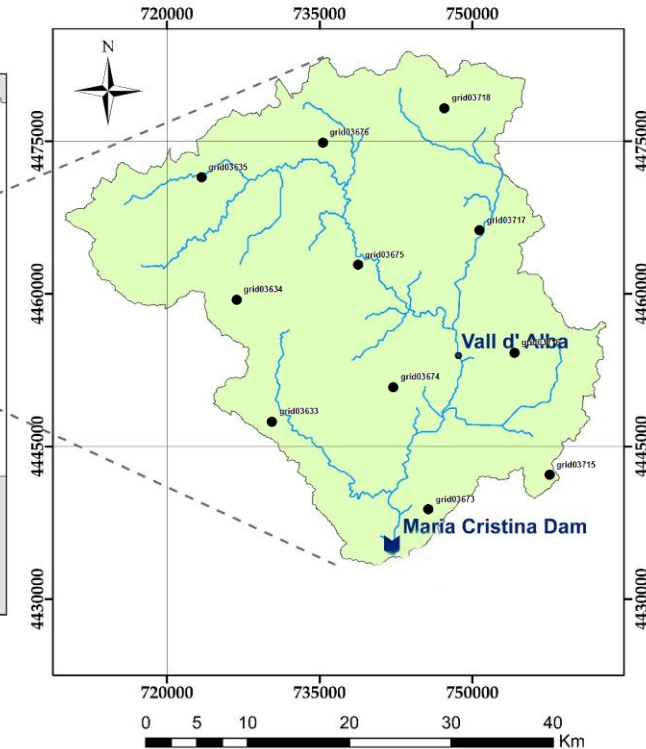 720000 735000 750000
N
grid03718
4475000 4475000
grid03676
grid03635
grid03717
grid03675
4460000 4460000
grid03634
Vall d' Alba
grid03674
grid03633
4445000 4445000
grid03715
grid03673
Maria Cristina Dam
4430000 4430000
720000 735000 750000
0 5 10 20 30 40
Km